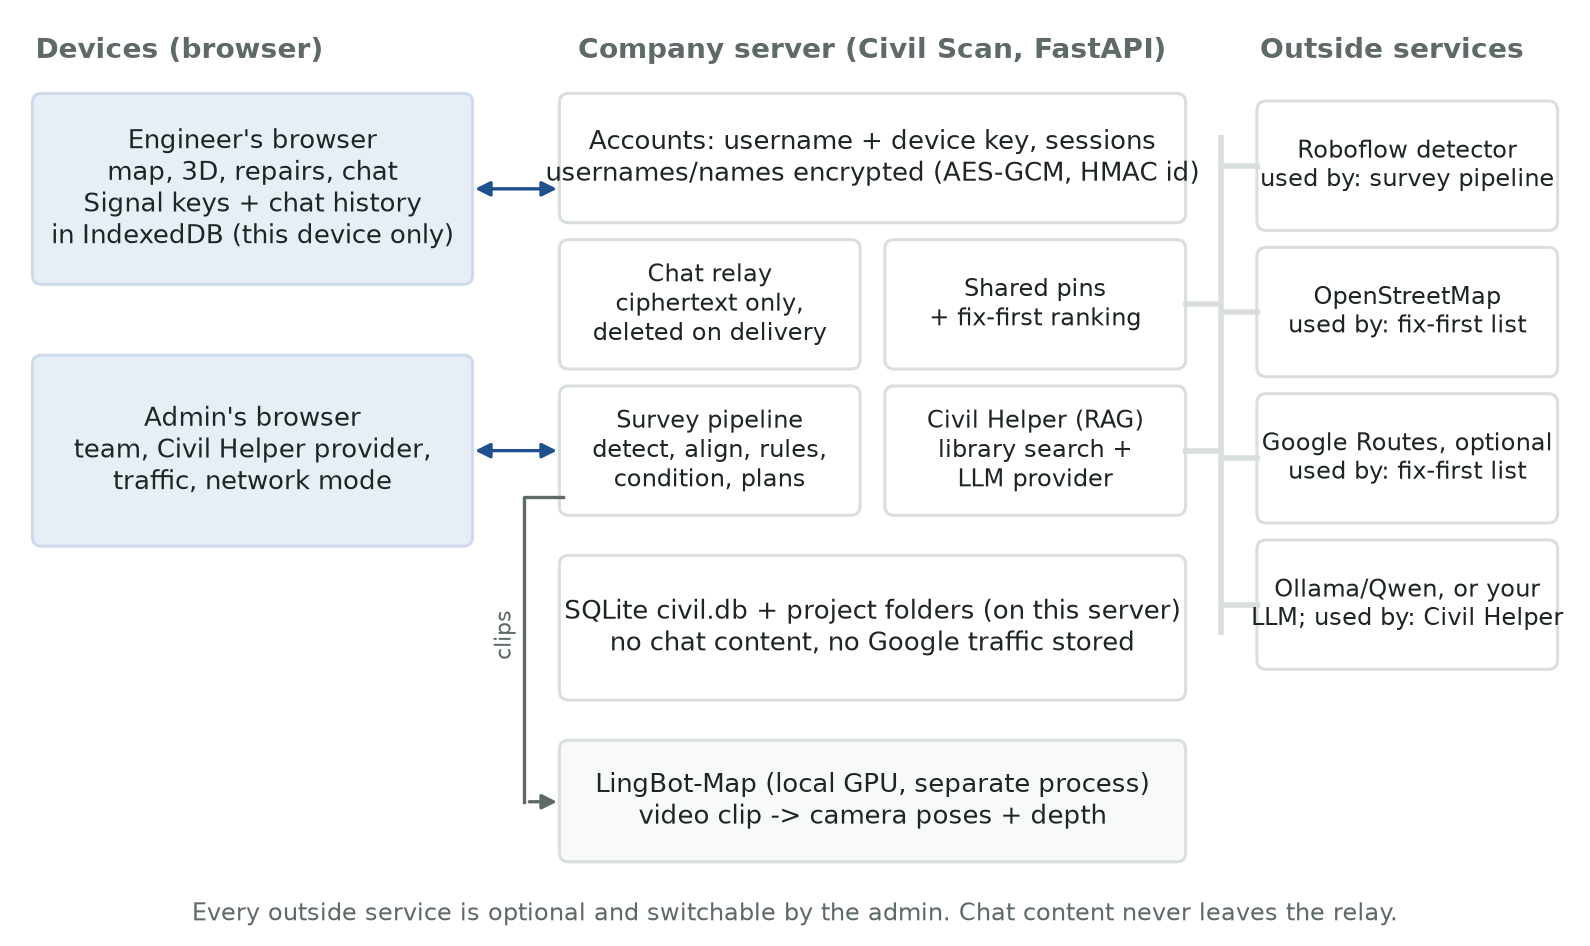 Devices (browser)
Company server (Civil Scan, FastAPI)
Outside services
Engineer's browser
map, 3D, repairs, chat
Signal keys + chat history
in IndexedDB (this device only)
Admin's browser
team, Civil Helper provider,
traffic, network mode
Accounts: username + device key, sessions
usernames/names encrypted (AES-GCM, HMAC id)
Chat relay
ciphertext only,
deleted on delivery
Shared pins
+ fix-first ranking
Survey pipeline
detect, align, rules,
condition, plans
Civil Helper (RAG)
library search +
LLM provider
clips
SQLite civil.db + project folders (on this server)
no chat content, no Google traffic stored
LingBot-Map (local GPU, separate process)
video clip -> camera poses + depth
Roboflow detector
used by: survey pipeline
OpenStreetMap
used by: fix-first list
Google Routes, optional
used by: fix-first list
Ollama/Qwen, or your
LLM; used by: Civil Helper
Every outside service is optional and switchable by the admin. Chat content never leaves the relay.